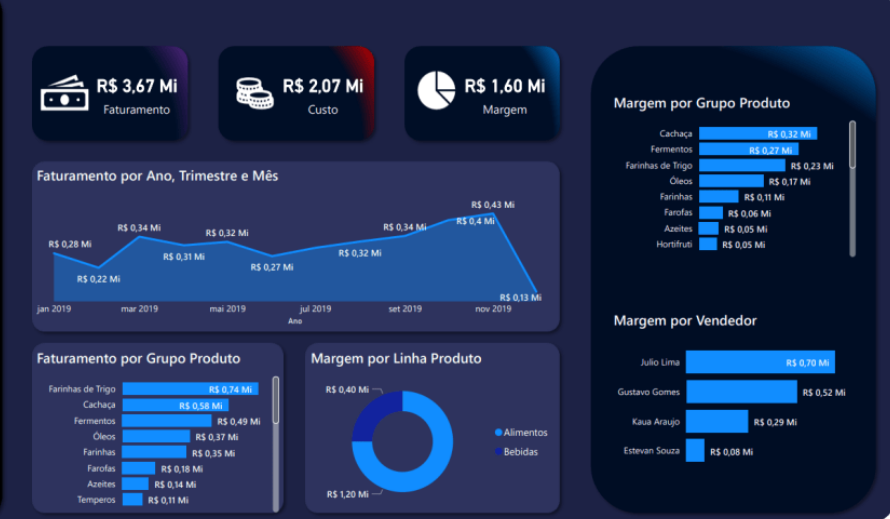 R$ 3,67 Mi
Faturamento
R$ 2,07 Mi
Custo
R$ 1,60 Mi
Margem
Faturamento por Ano, Trimestre e Mês
R$ 0,28 Mi
R$ 0,22 Mi
R$ 0,34 Mi
R$ 0,31 Mi
R$ 0,32 Mi
R$ 0,27 Mi
R$ 0,32 Mi
R$ 0,34 Mi
R$ 0,4 Mi
R$ 0,43 Mi
R$ 0,13 Mi
jan 2019 mar 2019 mai 2019 jul 2019 set 2019 nov 2019
Ano
Faturamento por Grupo Produto
Farinhas de Trigo R$ 0,74 Mi
Cachaça R$ 0,58 Mi
Fermentos R$ 0,49 Mi
Óleos R$ 0,37 Mi
Farinhas R$ 0,35 Mi
Farofas R$ 0,18 Mi
Azeites R$ 0,14 Mi
Temperos R$ 0,11 Mi
Margem por Linha Produto
R$ 0,40 Mi
R$ 1,20 Mi
Alimentos
Bebidas
Margem por Grupo Produto
Cachaça R$ 0,32 Mi
Fermentos R$ 0,27 Mi
Farinhas de Trigo R$ 0,23 Mi
Óleos R$ 0,17 Mi
Farinhas R$ 0,11 Mi
Farofas R$ 0,06 Mi
Azeites R$ 0,05 Mi
Hortifruti R$ 0,05 Mi
Margem por Vendedor
Julio Lima R$ 0,70 Mi
Gustavo Gomes R$ 0,52 Mi
Kaua Araujo R$ 0,29 Mi
Estevan Souza R$ 0,08 Mi